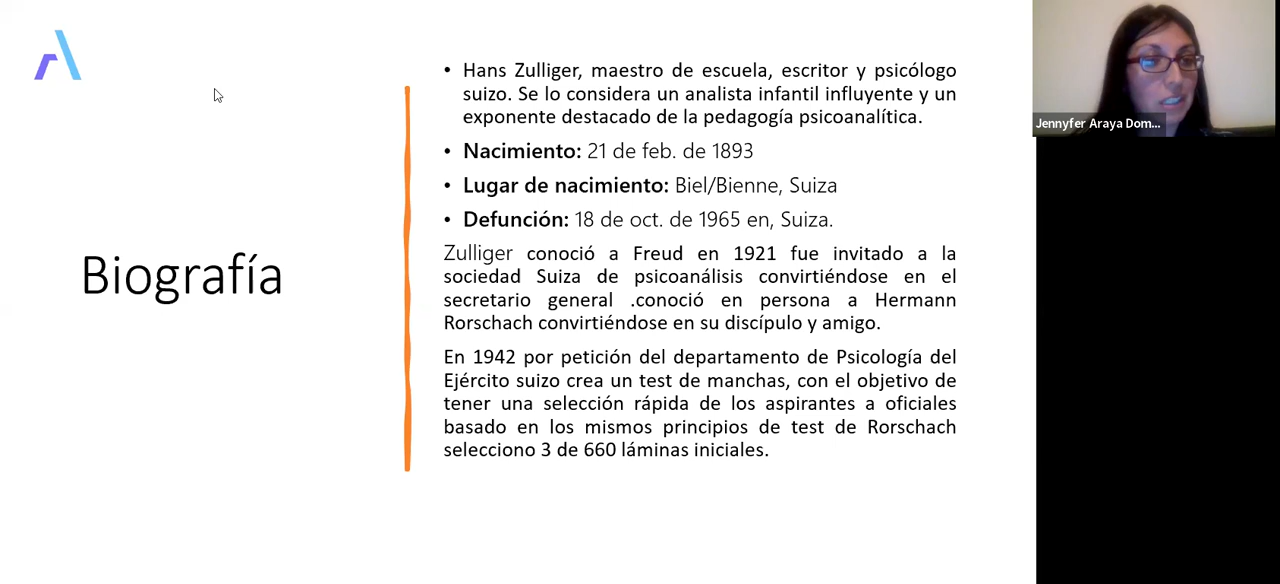 Hans Zulliger, maestro de escuela, escritor y psicólogo
suizo. Se lo considera un analista infantil influyente y un
exponente destacado de la pedagogía psicoanalítica.
Nacimiento: 21 de feb. de 1893
Lugar de nacimiento: Biel/Bienne, Suiza
Defunción: 18 de oct. de 1965 en, Suiza.
Biografía
Zulliger conoció a Freud en 1921 fue invitado a la
sociedad Suiza de psicoanálisis convirtiéndose en el
secretario general .conoció en persona a Hermann
Rorschach convirtiéndose en su discípulo y amigo.
En 1942 por petición del departamento de Psicología del
Ejército suizo crea un test de manchas, con el objetivo de
tener una selección rápida de los aspirantes a oficiales
basado en los mismos principios de test de Rorschach
selecciono 3 de 660 láminas iniciales.
Jennyfer Araya Dom...